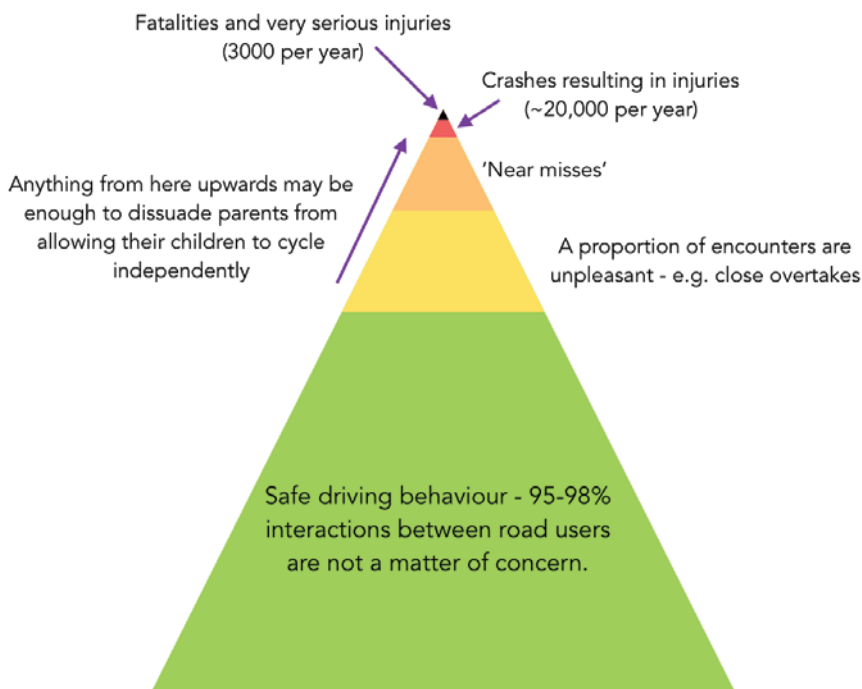 Fatalities and very serious injuries
(3000 per year)
Crashes resulting in injuries
(~20,000 per year)
'Near misses'
Anything from here upwards may be
enough to dissuade parents from
allowing their children to cycle
independently
A proportion of encounters are
unpleasant - e.g. close overtakes
Safe driving behaviour - 95-98%
interactions between road users
are not a matter of concern.